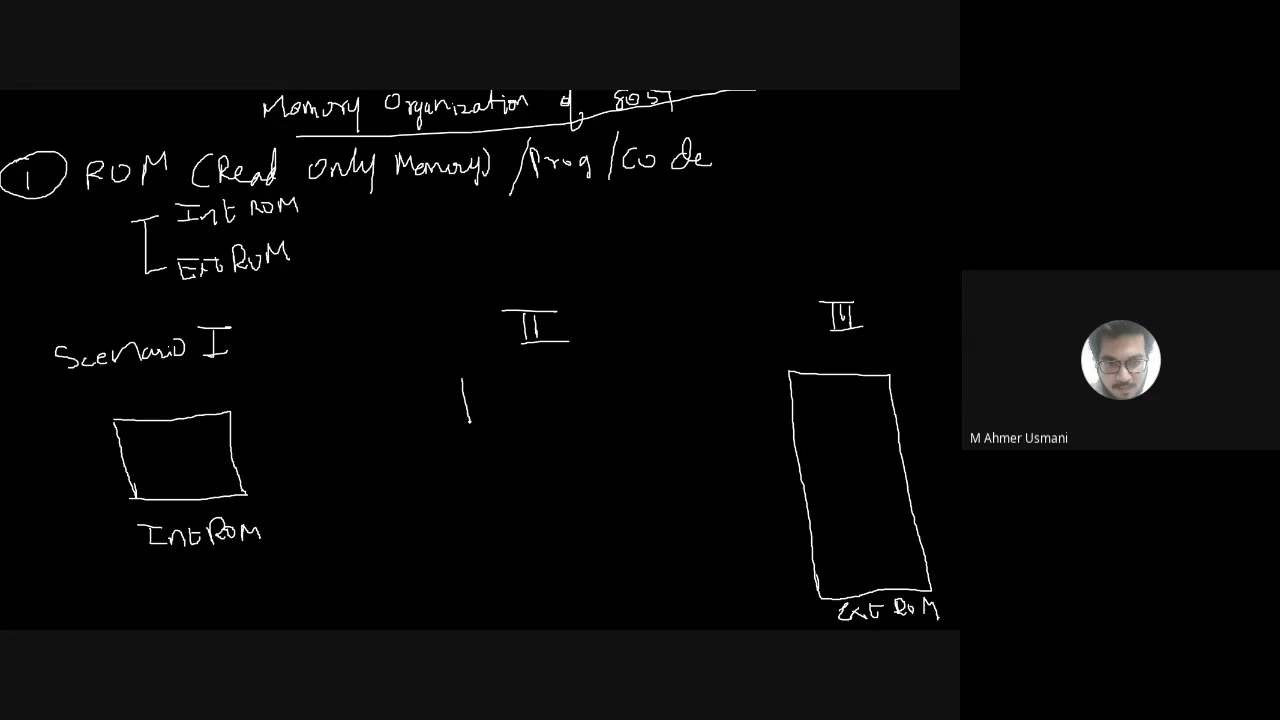 Memory Organization of 8051
1 ROM (Read Only Memory) /Prog/Code
Int ROM
Ext ROM
Scenario I
II
III
Int ROM
Ext ROM
M Ahmer Usmani